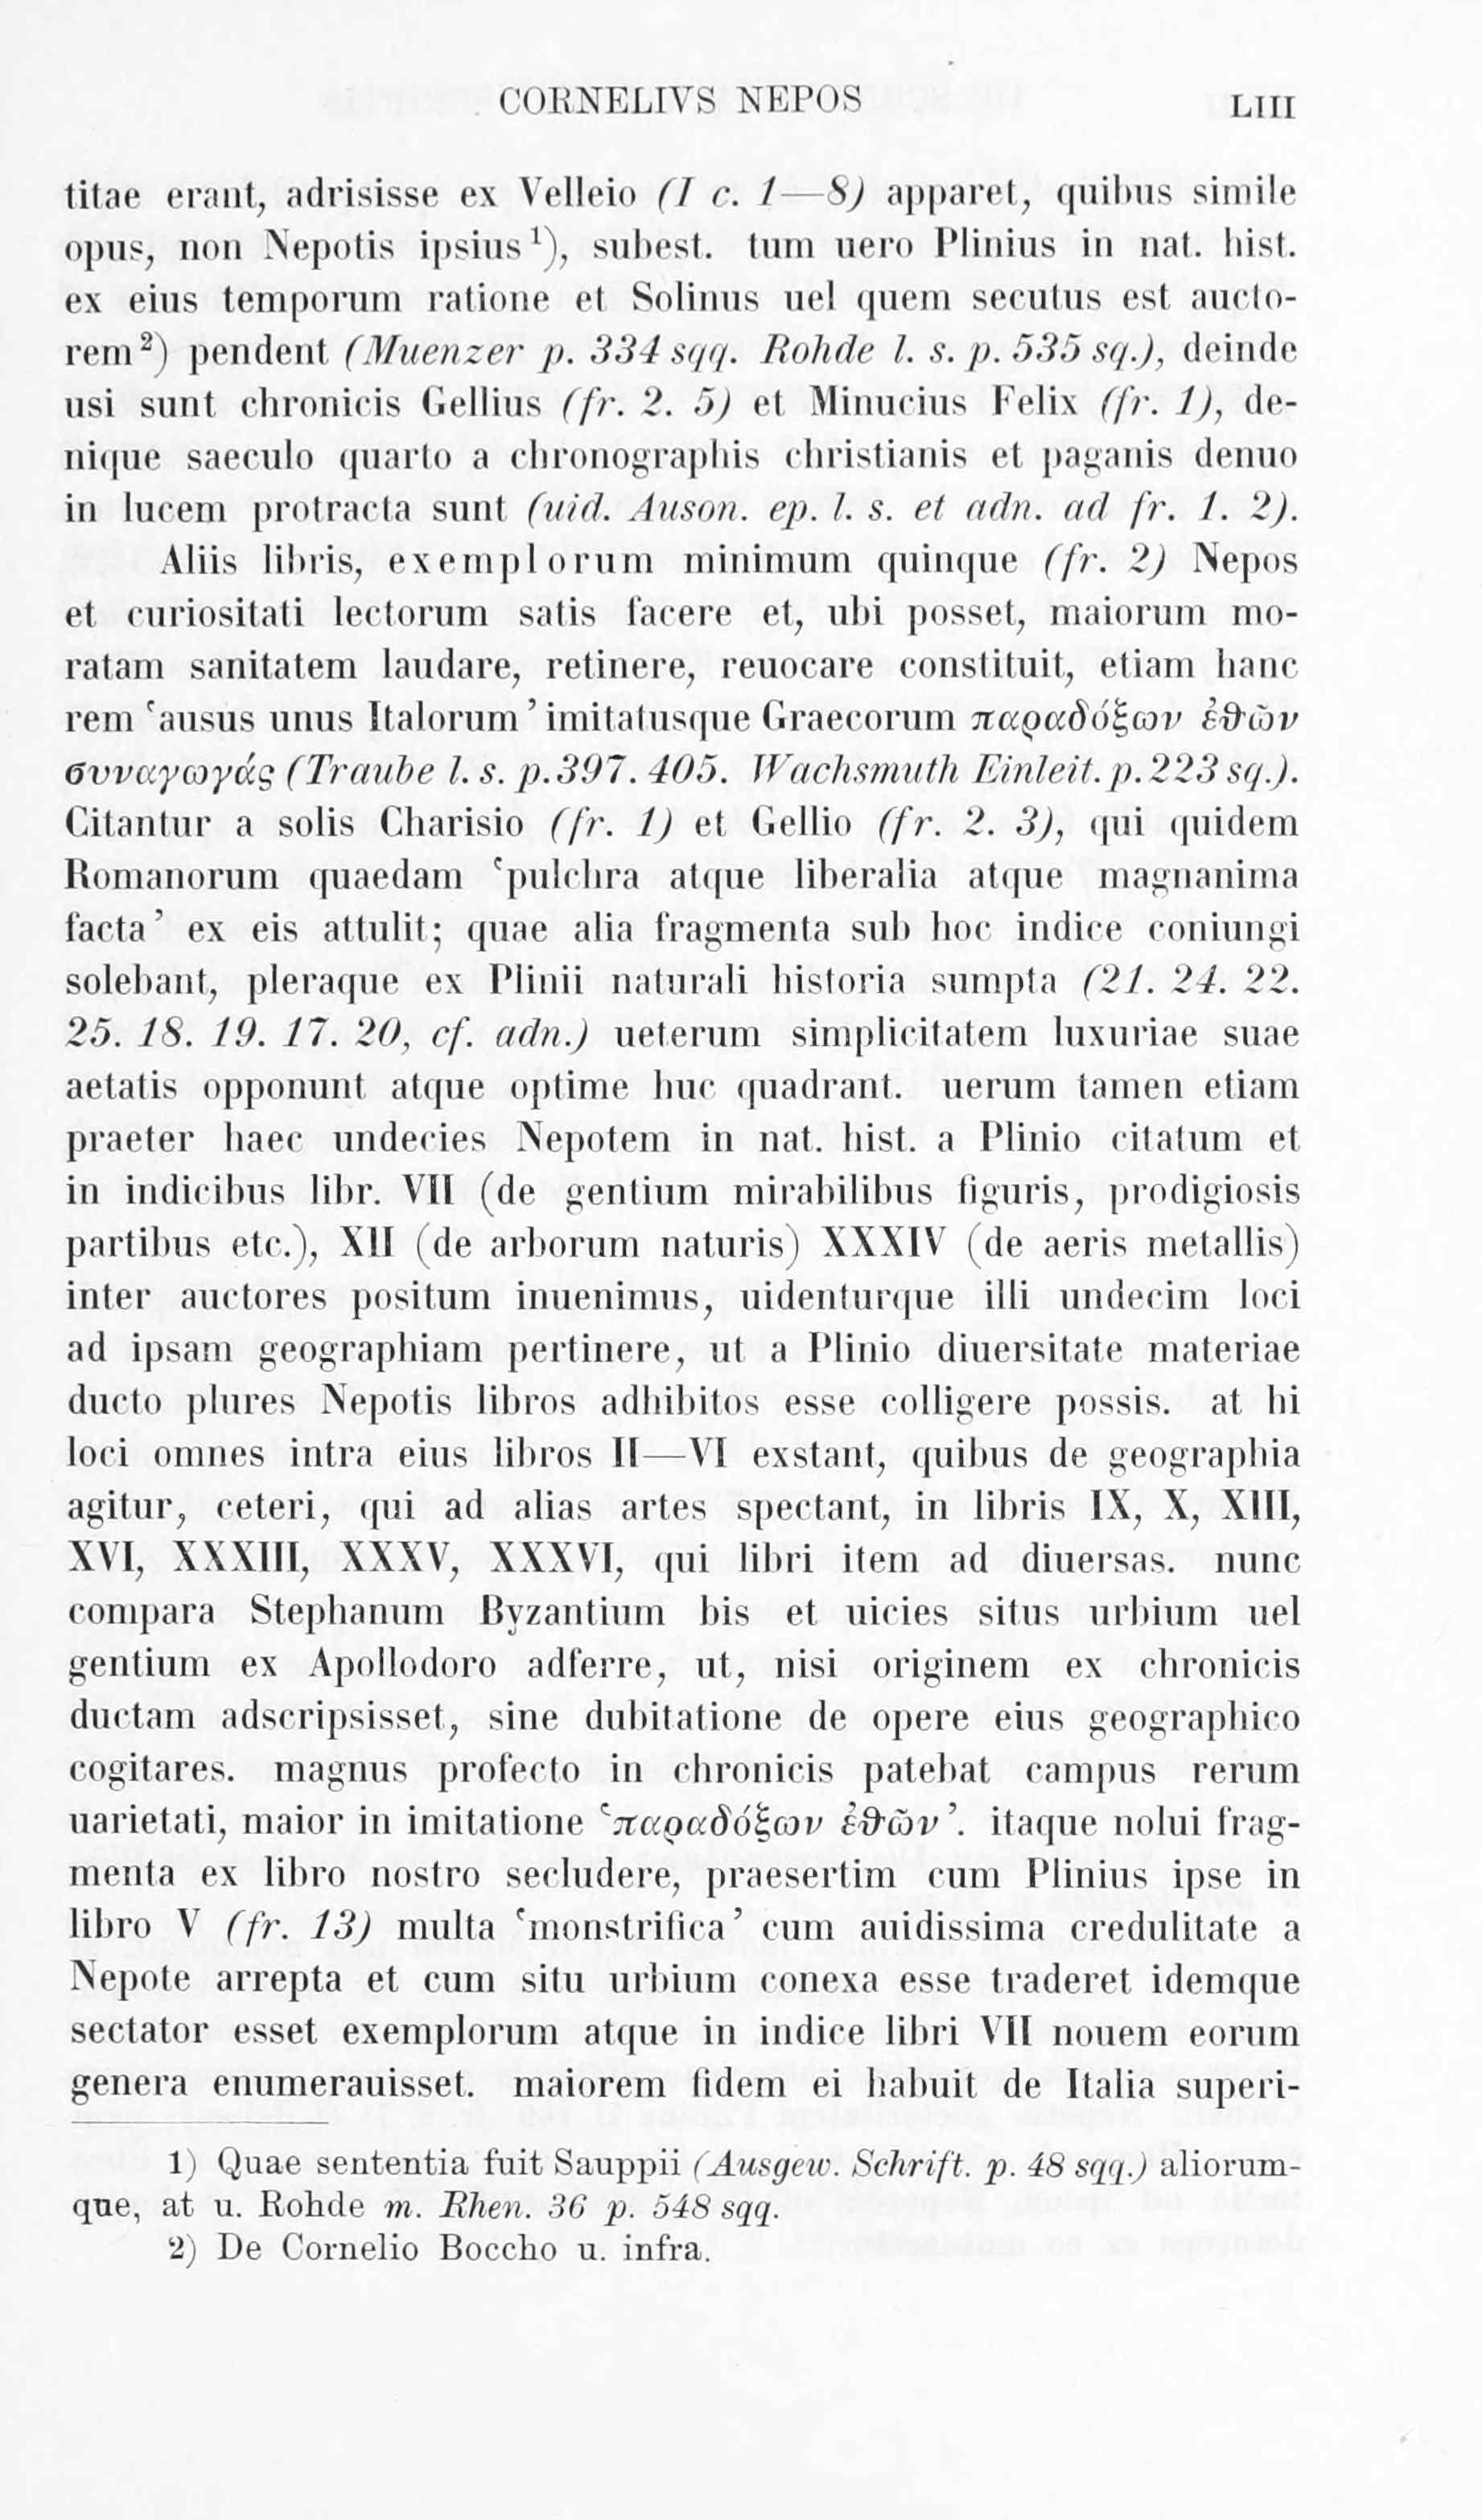 CORNELIVS NEPOS LIII
titae erant, adrisisse ex Velleio (I c. 1—8) apparet, quibus simile
opus, non Nepotis ipsius¹), subest. tum uero Plinius in nat. hist.
ex eius temporum ratione et Solinus uel quem secutus est aucto-
rem²) pendent (Muenzer p. 334 sqq. Rohde l. s. p. 535 sq.), deinde
usi sunt chronicis Gellius (fr. 2. 5) et Minucius Felix (fr. 1), de-
nique saeculo quarto a chronographis christianis et paganis denuo
in lucem protracta sunt (uid. Auson. ep. l. s. et adn. ad fr. 1. 2).
Aliis libris, exemplorum minimum quinque (fr. 2) Nepos
et curiositati lectorum satis facere et, ubi posset, maiorum mo-
ratam sanitatem laudare, retinere, reuocare constituit, etiam hanc
rem ‘ausus unus Italorum’ imitatusque Graecorum παραδόξων ἐθῶν
συναγωγάς (Traube l. s. p. 397. 405. Wachsmuth Einleit. p. 223 sq.).
Citantur a solis Charisio (fr. 1) et Gellio (fr. 2. 3), qui quidem
Romanorum quaedam ‘pulchra atque liberalia atque magnanima
facta’ ex eis attulit; quae alia fragmenta sub hoc indice coniungi
solebant, pleraque ex Plinii naturali historia sumpta (21. 24. 22.
25. 18. 19. 17. 20, cf. adn.) ueterum simplicitatem luxuriae suae
aetatis opponunt atque optime huc quadrant. uerum tamen etiam
praeter haec undecies Nepotem in nat. hist. a Plinio citatum et
in indicibus libr. VII (de gentium mirabilibus figuris, prodigiosis
partibus etc.), XII (de arborum naturis) XXXIV (de aeris metallis)
inter auctores positum inuenimus, uidenturque illi undecim loci
ad ipsam geographiam pertinere, ut a Plinio diuersitate materiae
ducto plures Nepotis libros adhibitos esse colligere possis. at hi
loci omnes intra eius libros II—VI exstant, quibus de geographia
agitur, ceteri, qui ad alias artes spectant, in libris IX, X, XIII,
XVI, XXXIII, XXXV, XXXVI, qui libri item ad diuersas. nunc
compara Stephanum Byzantium bis et uicies situs urbium uel
gentium ex Apollodoro adferre, ut, nisi originem ex chronicis
ductam adscripsisset, sine dubitatione de opere eius geographico
cogitares. magnus profecto in chronicis patebat campus rerum
uarietati, maior in imitatione ‘παραδόξων ἐθῶν’. itaque nolui frag-
menta ex libro nostro secludere, praesertim cum Plinius ipse in
libro V (fr. 13) multa ‘monstrifica’ cum auidissima credulitate a
Nepote arrepta et cum situ urbium conexa esse traderet idemque
sectator esset exemplorum atque in indice libri VII nouem eorum
genera enumerauisset. maiorem fidem ei habuit de Italia superi-
1) Quae sententia fuit Sauppii (Ausgew. Schrift. p. 48 sqq.) aliorum-
que, at u. Rohde m. Rhen. 36 p. 548 sqq.
2) De Cornelio Boccho u. infra.